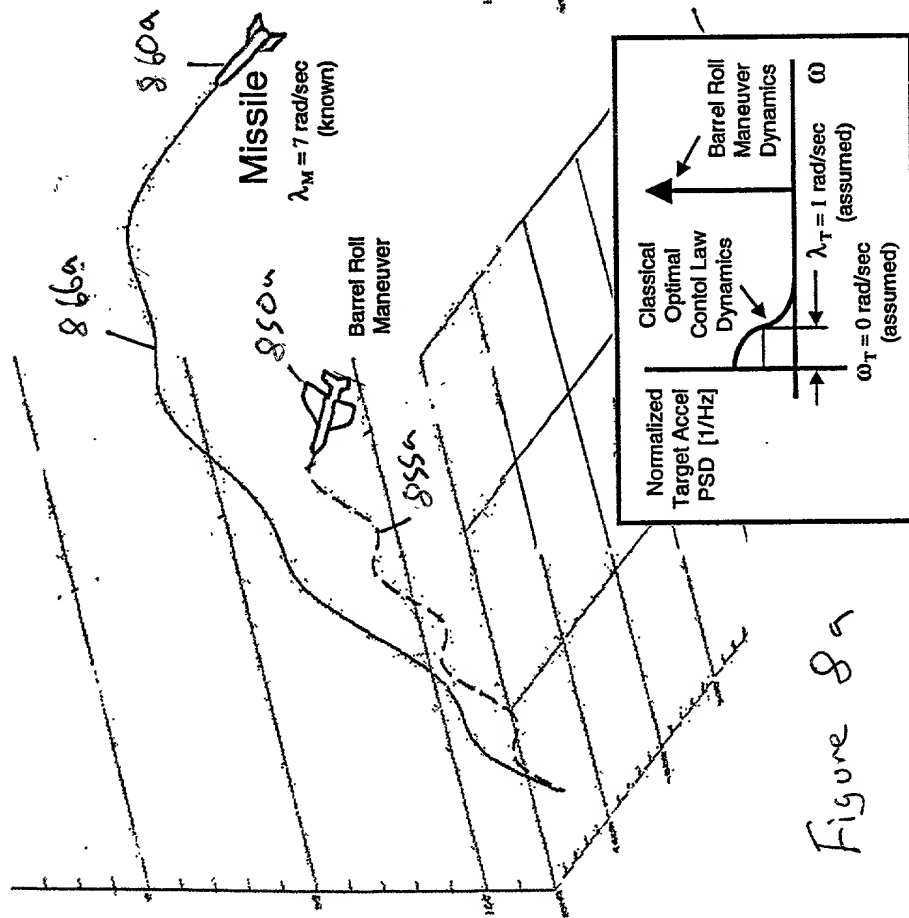 860a
Missile
λM = 7 rad/sec
(known)
866a
850a
Barrel Roll
Maneuver
855a
Normalized
Target Accel
PSD [1/Hz]
Classical
Optimal
Contol Law
Dynamics
Barrel Roll
Maneuver
Dynamics
ω
λT = 1 rad/sec
(assumed)
ωT = 0 rad/sec
(assumed)
Figure 8a